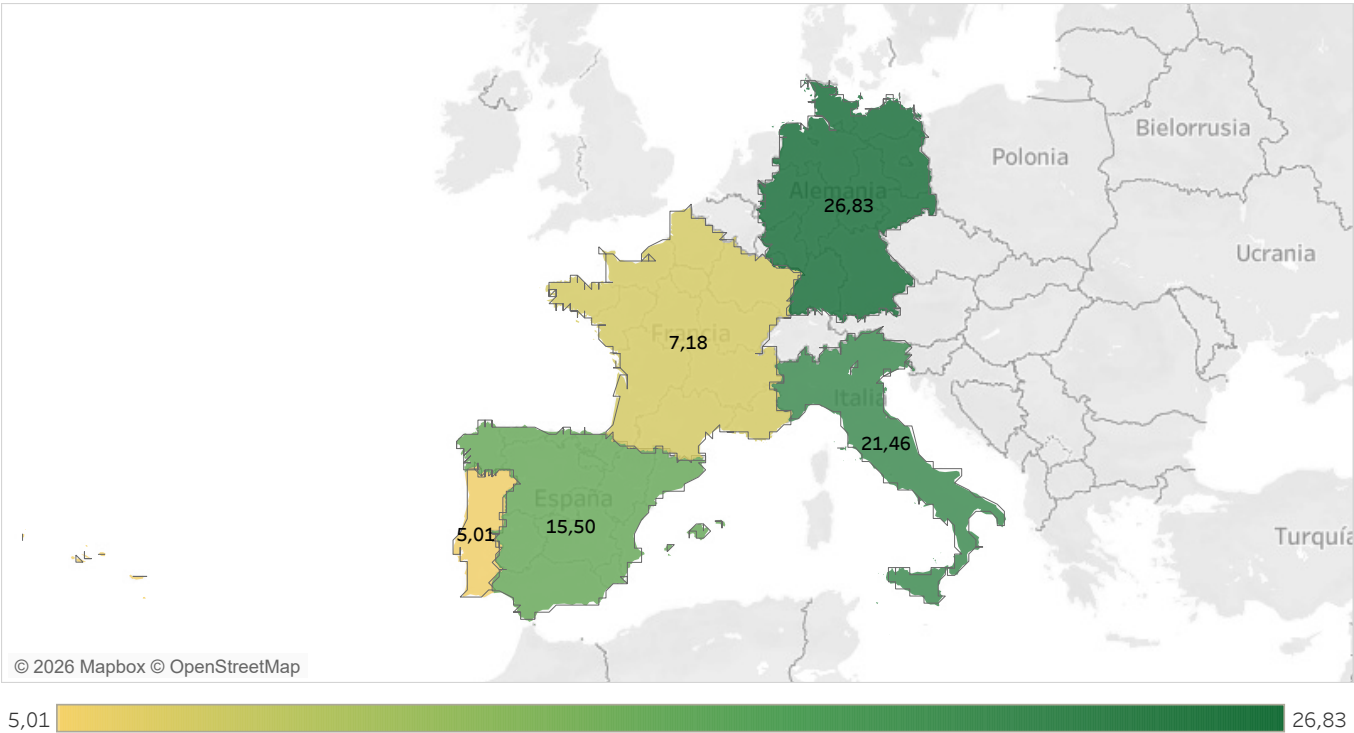 Bielorrusia
Polonia
Alemania
26,83
Ucrania
Francia
7,18
Italia
21,46
España
15,50
5,01
Turquía
© 2026 Mapbox © OpenStreetMap
5,01
26,83